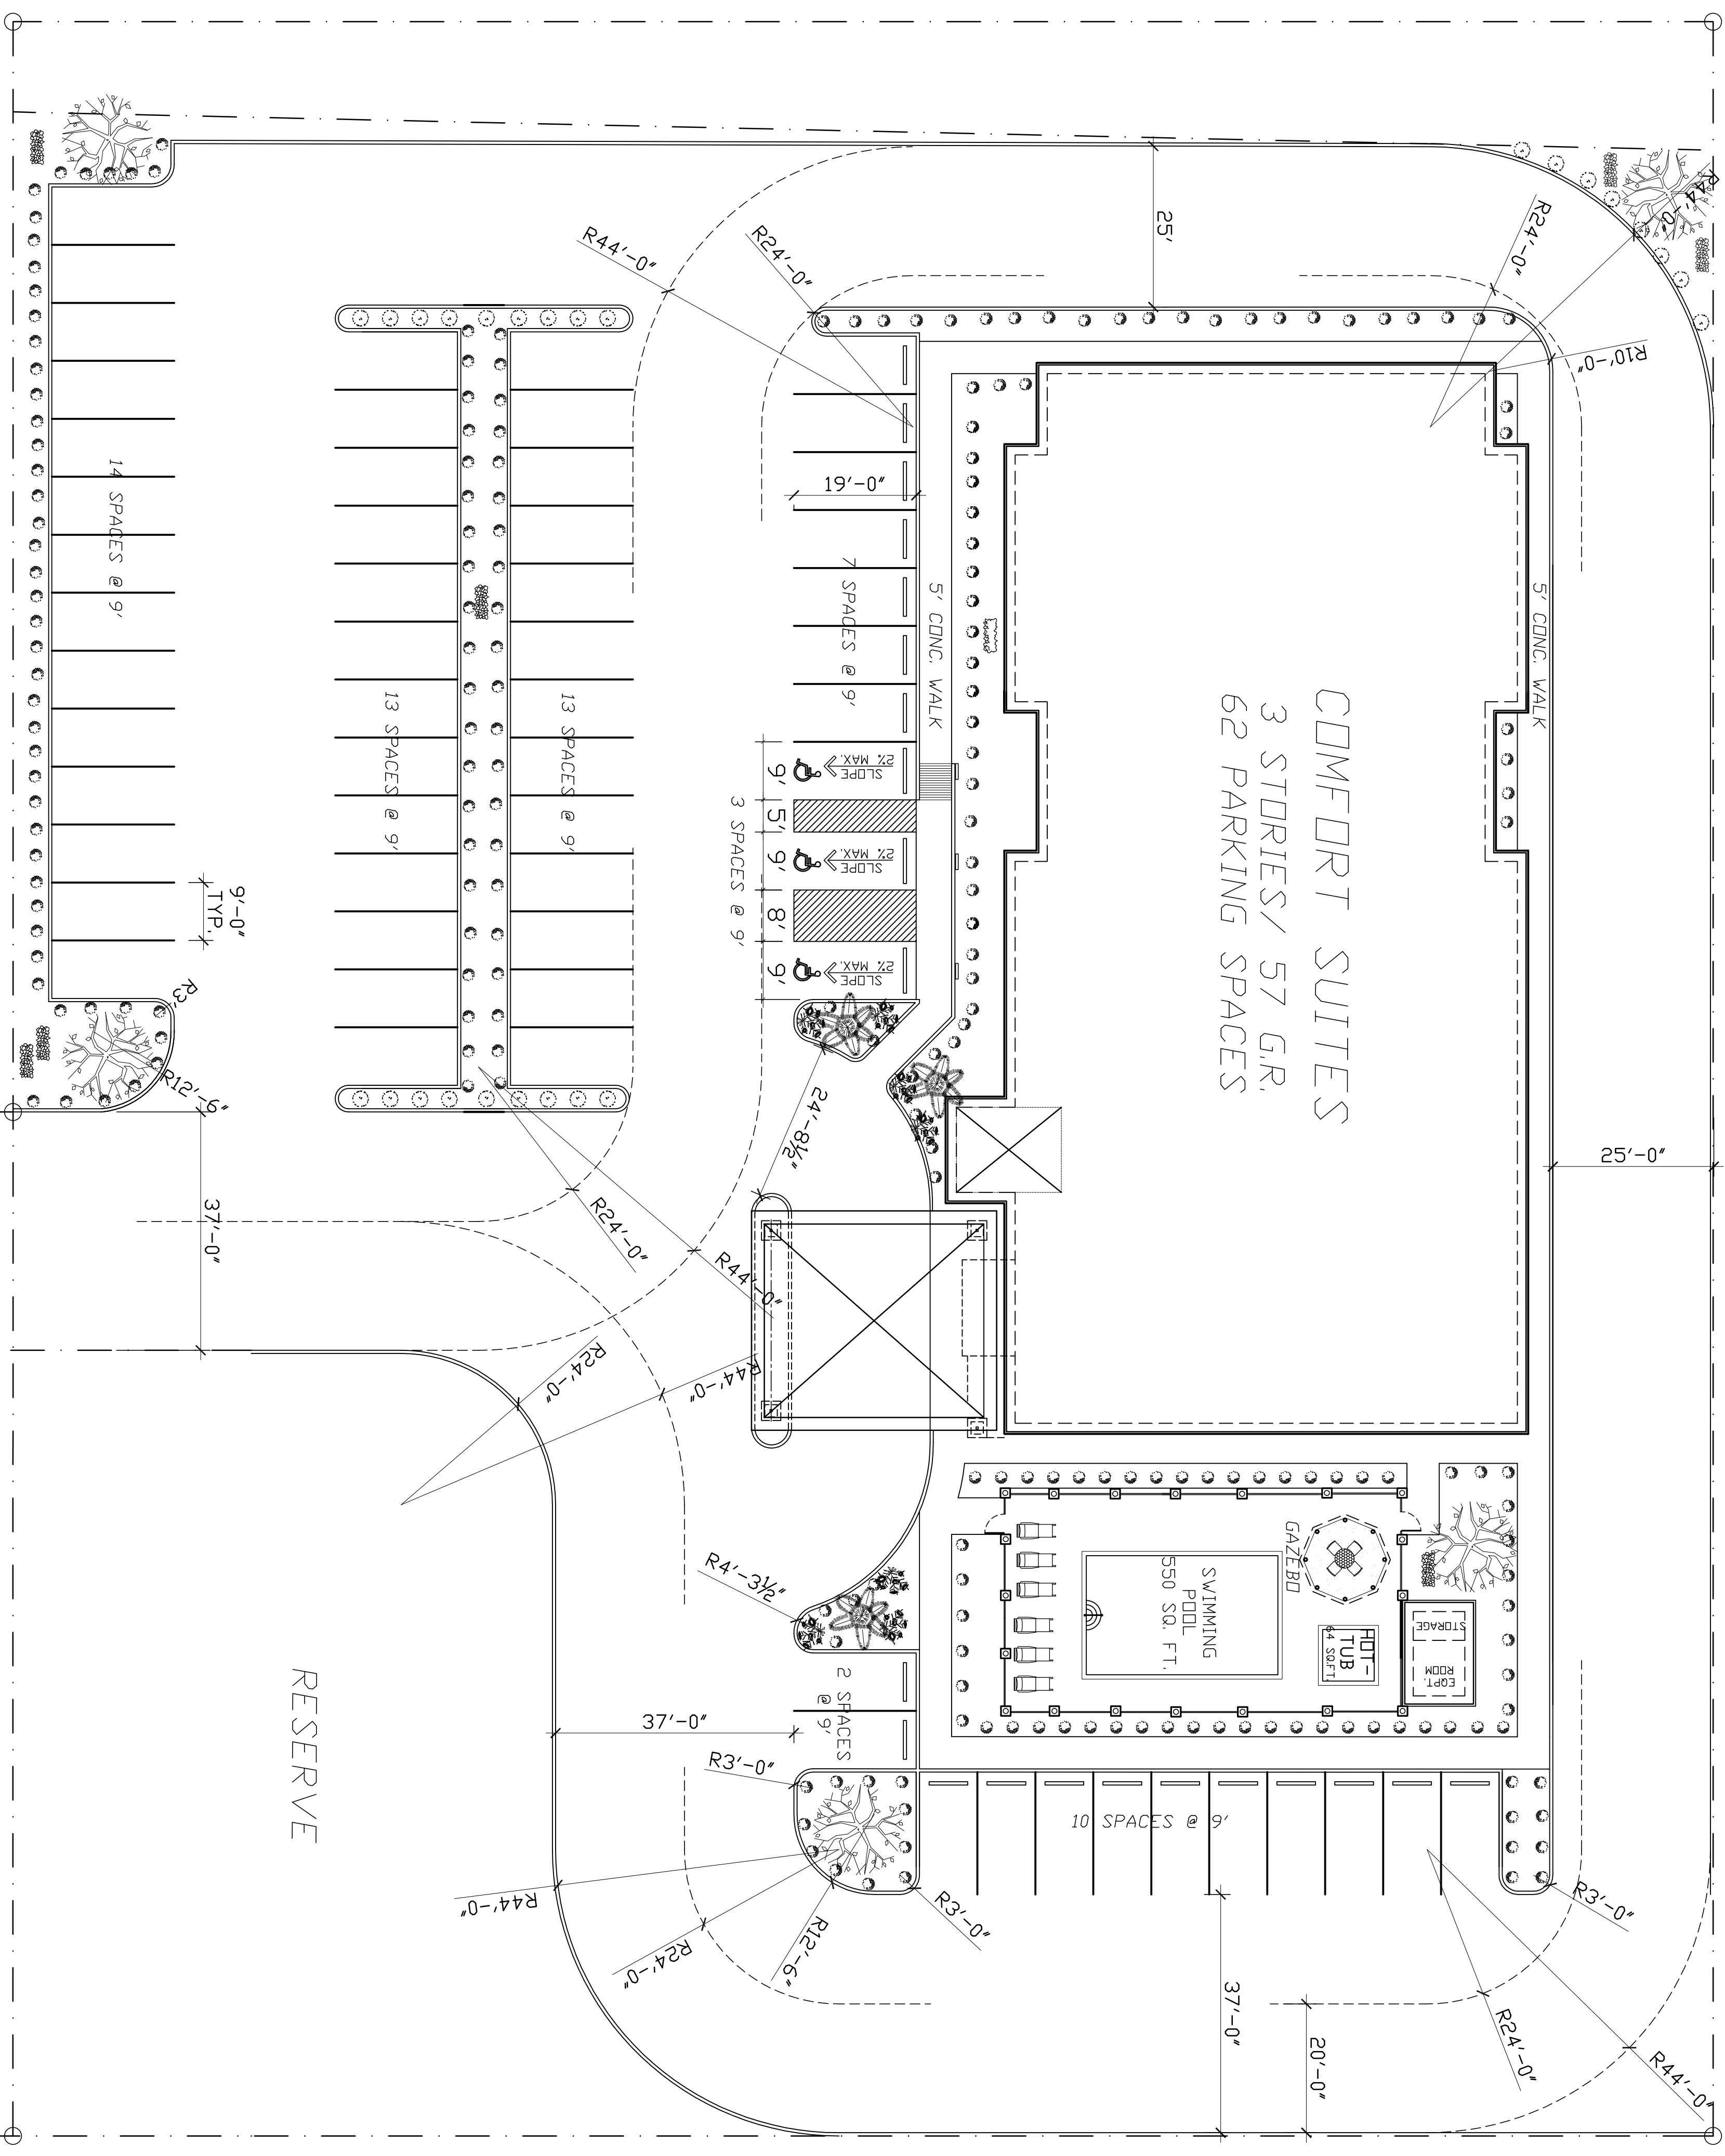 COMFORT SUITES
3 STORIES/ 57 G.R.
62 PARKING SPACES
5' CONC. WALK
5' CONC. WALK
25'
R44'-0"
R24'-0"
R24'-0"
R44'-0"
R10'-0"
19'-0"
7 SPACES @ 9'
14 SPACES @ 9'
13 SPACES @ 9'
13 SPACES @ 9'
3 SPACES @ 9'
9'
5'
9'
8'
9'
SLOPE
2% MAX.
SLOPE
2% MAX.
SLOPE
2% MAX.
9'-0"
TYP.
R3'
R12'-6"
37'-0"
24'-8½"
R24'-0"
R44'-0"
R24'-0"
R44'-0"
25'-0"
GAZEBO
SWIMMING
POOL
550 SQ. FT.
HOT-
TUB
64 SQ.FT.
STORAGE
EQPT.
ROOM
R4'-3½"
2 SPACES
@ 9'
37'-0"
R3'-0"
10 SPACES @ 9'
RESERVE
R44'-0"
R24'-0"
R12'-6"
R3'-0"
R3'-0"
37'-0"
20'-0"
R24'-0"
R44'-0"